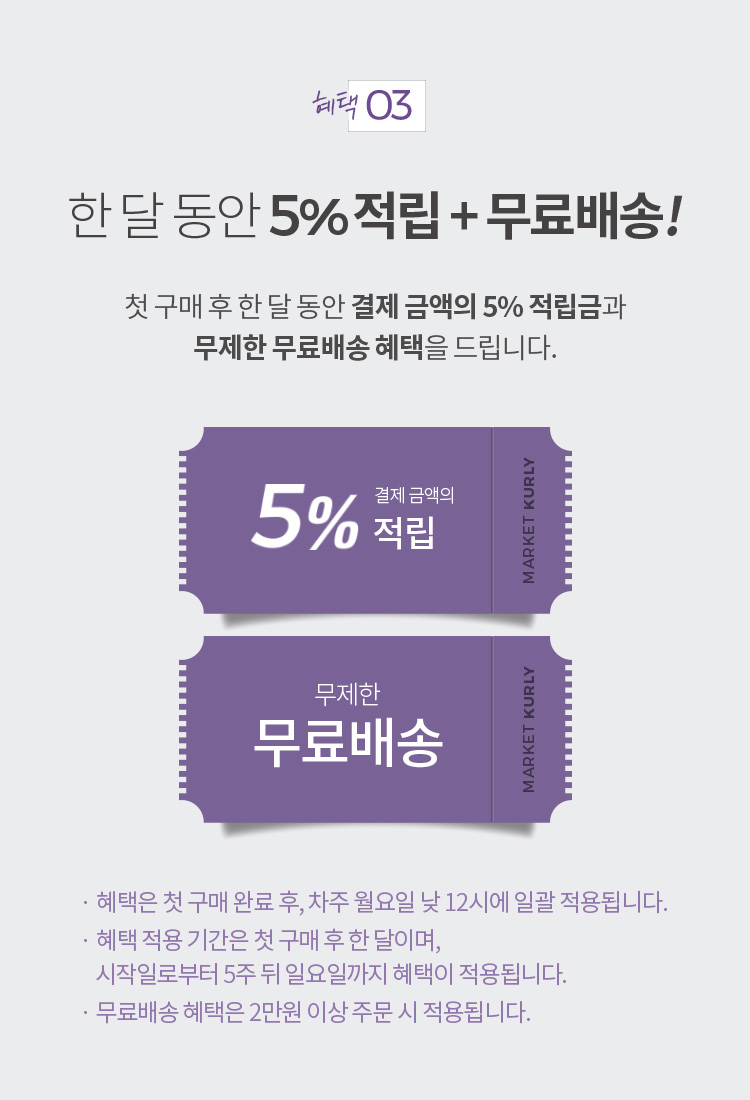 혜택 03
한 달 동안 5% 적립 + 무료배송!
첫 구매 후 한 달 동안 결제 금액의 5% 적립금과
무제한 무료배송 혜택을 드립니다.
5% 결제 금액의
적립
MARKET KURLY
무제한
무료배송
MARKET KURLY
· 혜택은 첫 구매 완료 후, 차주 월요일 낮 12시에 일괄 적용됩니다.
· 혜택 적용 기간은 첫 구매 후 한 달이며,
시작일로부터 5주 뒤 일요일까지 혜택이 적용됩니다.
· 무료배송 혜택은 2만원 이상 주문 시 적용됩니다.